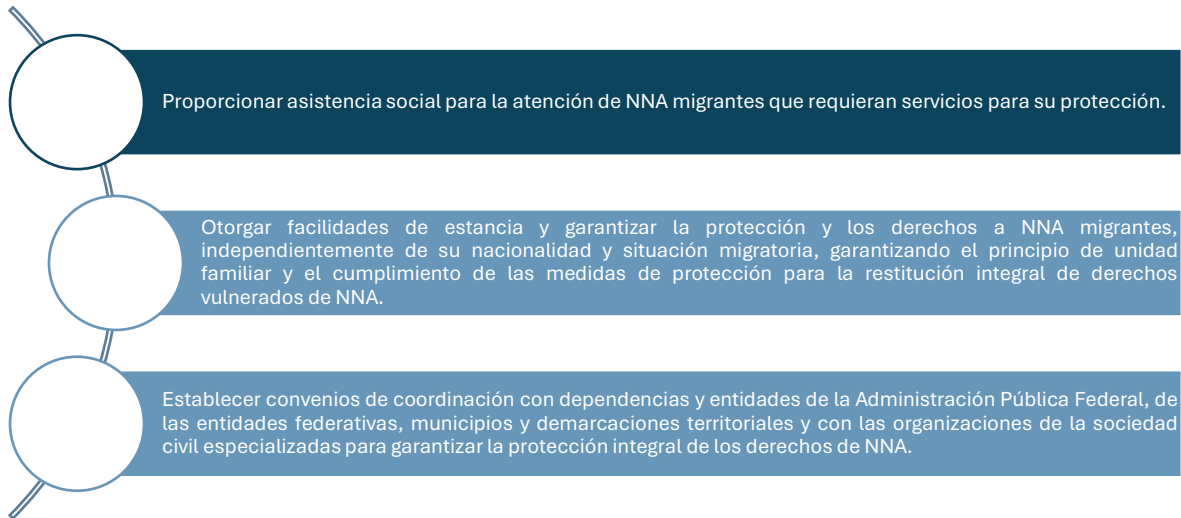 Proporcionar asistencia social para la atención de NNA migrantes que requieran servicios para su protección.
Otorgar facilidades de estancia y garantizar la protección y los derechos a NNA migrantes,
independientemente de su nacionalidad y situación migratoria, garantizando el principio de unidad
familiar y el cumplimiento de las medidas de protección para la restitución integral de derechos
vulnerados de NNA.
Establecer convenios de coordinación con dependencias y entidades de la Administración Pública Federal, de
las entidades federativas, municipios y demarcaciones territoriales y con las organizaciones de la sociedad
civil especializadas para garantizar la protección integral de los derechos de NNA.